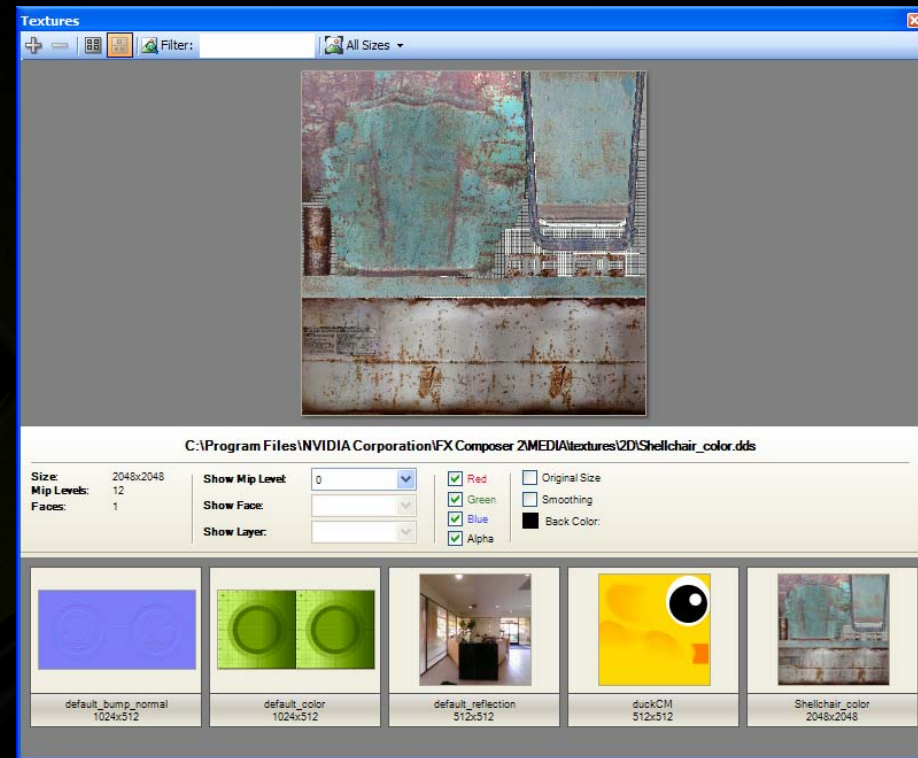 Textures
Filter: All Sizes
C:\Program Files\NVIDIA Corporation\FX Composer 2\MEDIA\textures\2D\Shellchair_color.dds
Size: 2048x2048
Mip Levels: 12
Faces: 1
Show Mip Level: 0
Show Face:
Show Layer:
Red
Green
Blue
Alpha
Original Size
Smoothing
Back Color:
default_bump_normal
1024x512
default_color
1024x512
default_reflection
512x512
duckCM
512x512
Shellchair_color
2048x2048